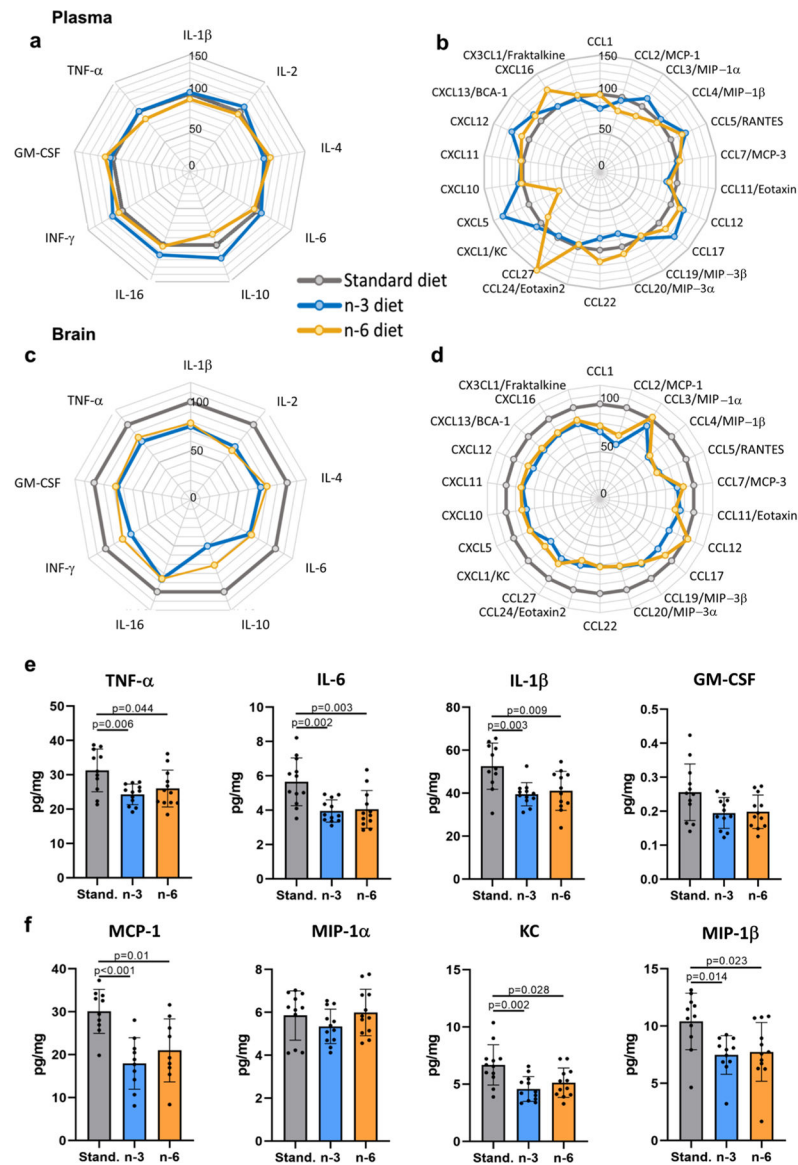 Plasma
a
IL-1β
150
100
50
0
IL-2
IL-4
IL-6
IL-10
IL-16
INF-γ
GM-CSF
TNF-α
b
CCL1
150
100
50
0
CCL2/MCP-1
CCL3/MIP−1α
CCL4/MIP−1β
CCL5/RANTES
CCL7/MCP-3
CCL11/Eotaxin
CCL12
CCL17
CCL19/MIP−3β
CCL20/MIP−3α
CCL22
CCL24/Eotaxin2
CCL27
CXCL1/KC
CXCL5
CXCL10
CXCL11
CXCL12
CXCL13/BCA-1
CXCL16
CX3CL1/Fraktalkine
Standard diet
n-3 diet
n-6 diet
Brain
c
IL-1β
100
50
0
IL-2
IL-4
IL-6
IL-10
IL-16
INF-γ
GM-CSF
TNF-α
d
CCL1
100
50
0
CCL2/MCP-1
CCL3/MIP−1α
CCL4/MIP−1β
CCL5/RANTES
CCL7/MCP-3
CCL11/Eotaxin
CCL12
CCL17
CCL19/MIP−3β
CCL20/MIP−3α
CCL22
CCL24/Eotaxin2
CCL27
CXCL1/KC
CXCL5
CXCL10
CXCL11
CXCL12
CXCL13/BCA-1
CXCL16
CX3CL1/Fraktalkine
e
TNF-α
p=0.044
p=0.006
pg/mg
50
40
30
20
10
0
Stand. n-3 n-6
IL-6
p=0.003
p=0.002
pg/mg
10
8
6
4
2
0
Stand. n-3 n-6
IL-1β
p=0.009
p=0.003
pg/mg
80
60
40
20
0
Stand. n-3 n-6
GM-CSF
pg/mg
0.5
0.4
0.3
0.2
0.1
0.0
Stand. n-3 n-6
f
MCP-1
p=0.01
p<0.001
pg/mg
40
30
20
10
0
Stand. n-3 n-6
MIP-1α
pg/mg
8
6
4
2
0
Stand. n-3 n-6
KC
p=0.028
p=0.002
pg/mg
15
10
5
0
Stand. n-3 n-6
MIP-1β
p=0.023
p=0.014
pg/mg
15
10
5
0
Stand. n-3 n-6